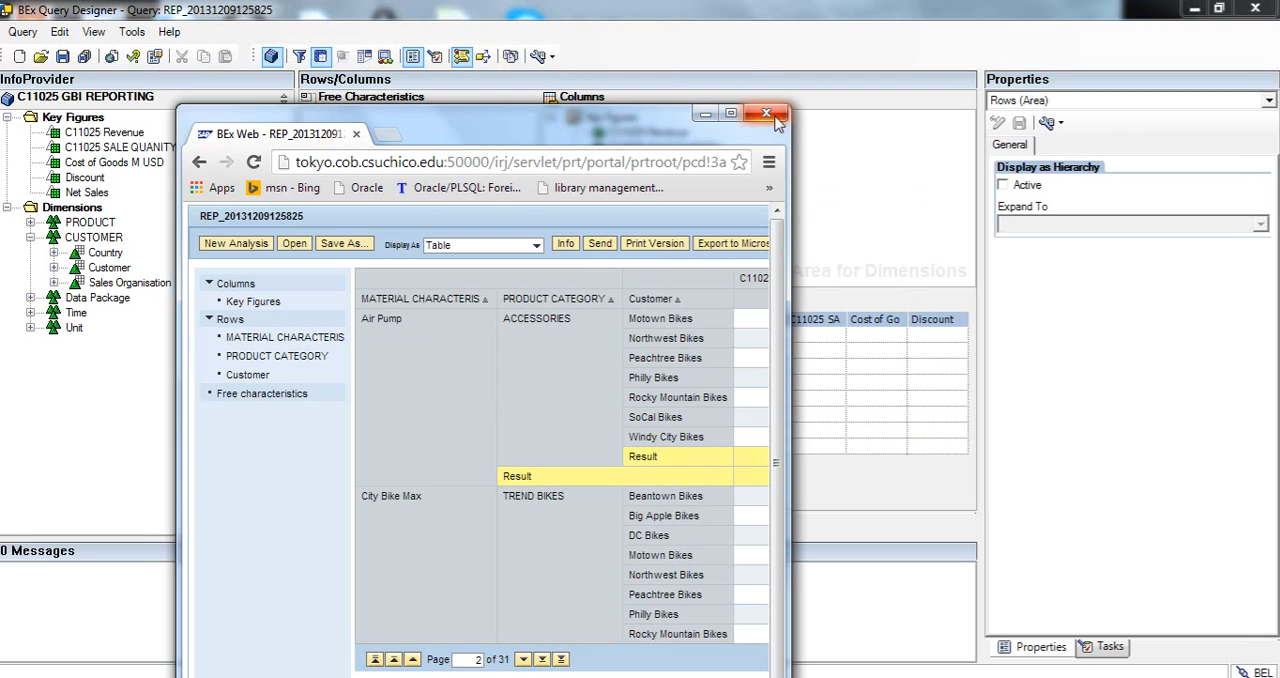 BEx Query Designer - Query: REP_20131209125825
Query Edit View Tools Help
InfoProvider
C11025 GBI REPORTING
Key Figures
C11025 Revenue
C11025 SALE QUANITY
Cost of Goods M USD
Discount
Net Sales
Dimensions
PRODUCT
CUSTOMER
Country
Customer
Sales Organisation
Data Package
Time
Unit
0 Messages
Rows/Columns
Free Characteristics
Columns
BEx Web - REP_20131209
tokyo.cob.csuchico.edu:50000/irj/servlet/prt/portal/prtroot/pcd!3a
Apps msn - Bing Oracle Oracle/PLSQL: Forei... library management... »
REP_20131209125825
New Analysis Open Save As... Display As Table Info Send Print Version Export to Micros
Columns
Key Figures
Rows
MATERIAL CHARACTERIS
PRODUCT CATEGORY
Customer
Free characteristics
C1102
MATERIAL CHARACTERIS PRODUCT CATEGORY Customer
Air Pump ACCESSORIES Motown Bikes
Northwest Bikes
Peachtree Bikes
Philly Bikes
Rocky Mountain Bikes
SoCal Bikes
Windy City Bikes
Result
Result
City Bike Max TREND BIKES Beantown Bikes
Big Apple Bikes
DC Bikes
Motown Bikes
Northwest Bikes
Peachtree Bikes
Philly Bikes
Rocky Mountain Bikes
Page 2 of 31
Area for Dimensions
C11025 SA Cost of Go Discount
Properties
Rows (Area)
General
Display as Hierarchy
Active
Expand To
Properties Tasks
BEL